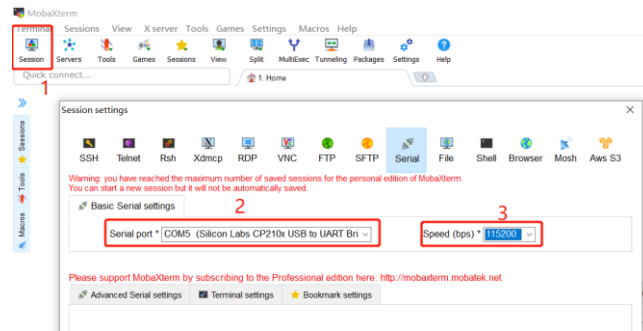 MobaXterm
Terminal Sessions View X server Tools Games Settings Macros Help
Session Servers Tools Games Sessions View Split MultiExec Tunneling Packages Settings Help
Quick connect...
1. Home
1
Sessions
Tools
Macros
Session settings
SSH Telnet Rsh Xdmcp RDP VNC FTP SFTP Serial File Shell Browser Mosh Aws S3
Warning: you have reached the maximum number of saved sessions for the personal edition of MobaXterm.
You can start a new session but it will not be automatically saved.
Basic Serial settings
2
3
Serial port * COM5 (Silicon Labs CP210x USB to UART Bri
Speed (bps) * 115200
Please support MobaXterm by subscribing to the Professional edition here: http://mobaxterm.mobatek.net
Advanced Serial settings Terminal settings Bookmark settings